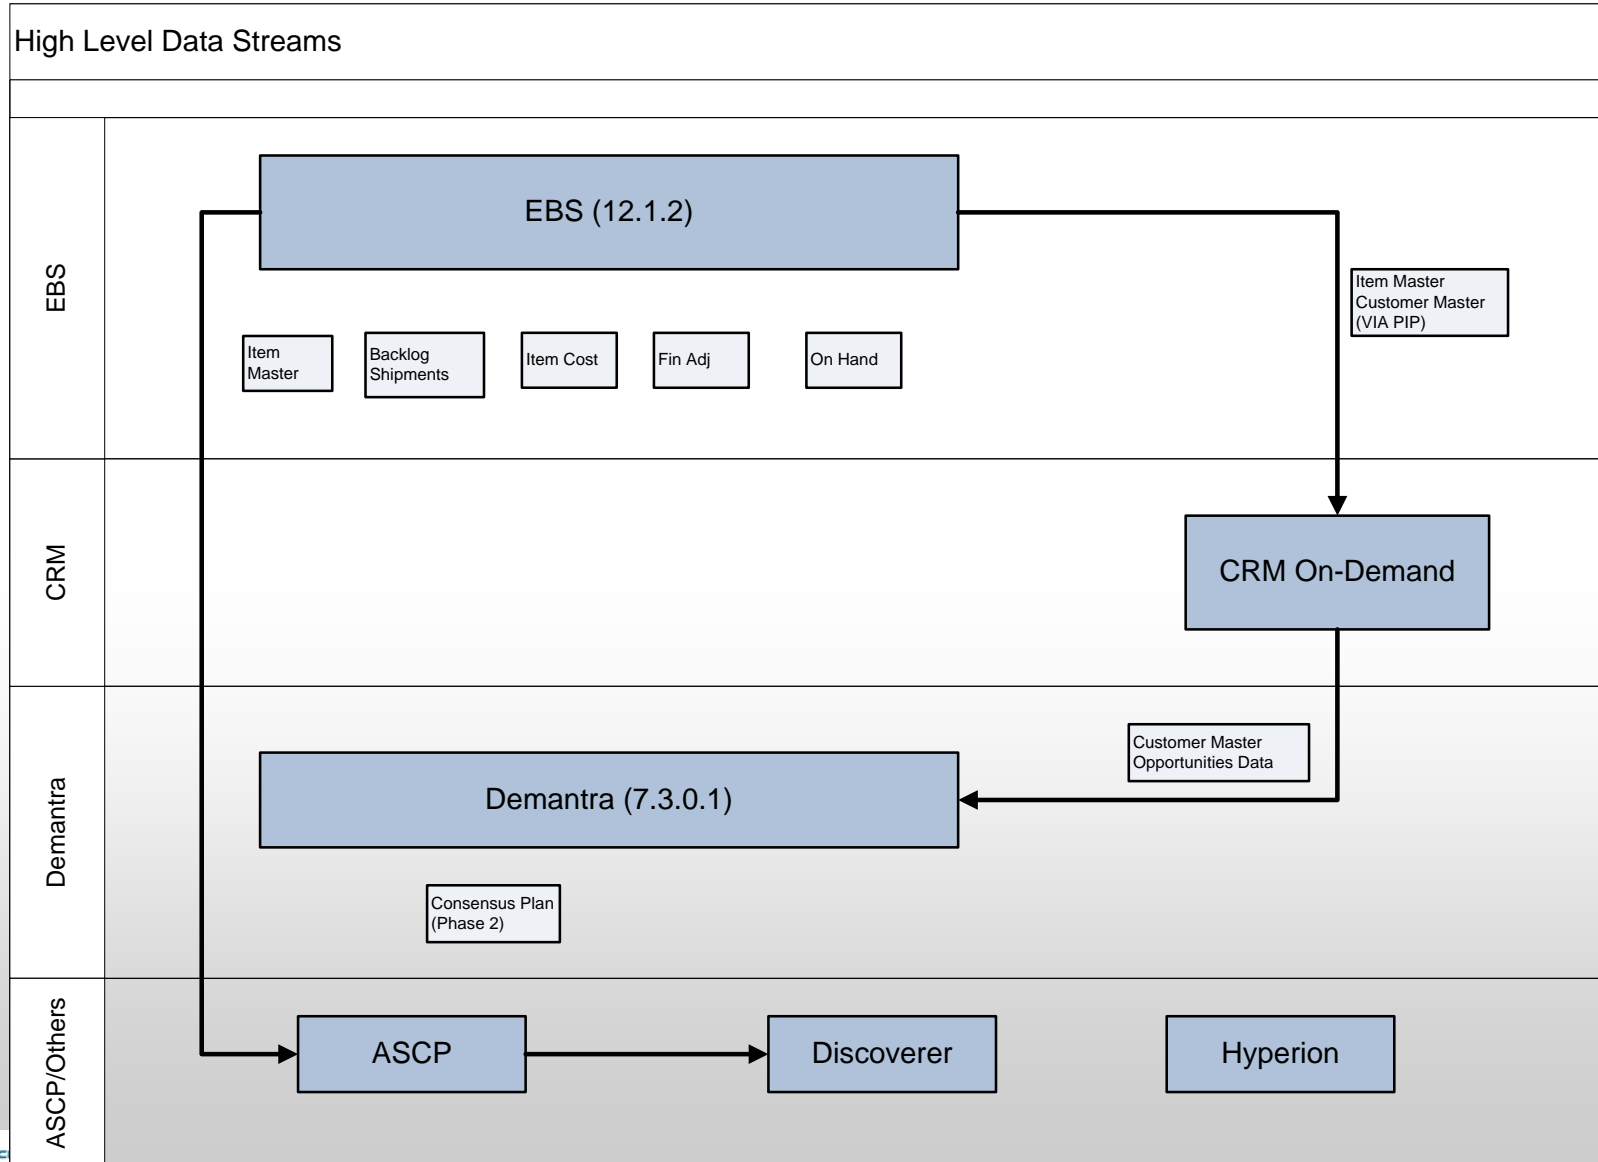 High Level Data Streams
EBS
EBS (12.1.2)
Item Master
Customer Master
(VIA PIP)
Item
Master
Backlog
Shipments
Item Cost
Fin Adj
On Hand
CRM
CRM On-Demand
Demantra
Customer Master
Opportunities Data
Demantra (7.3.0.1)
Consensus Plan
(Phase 2)
ASCP/Others
ASCP
Discoverer
Hyperion